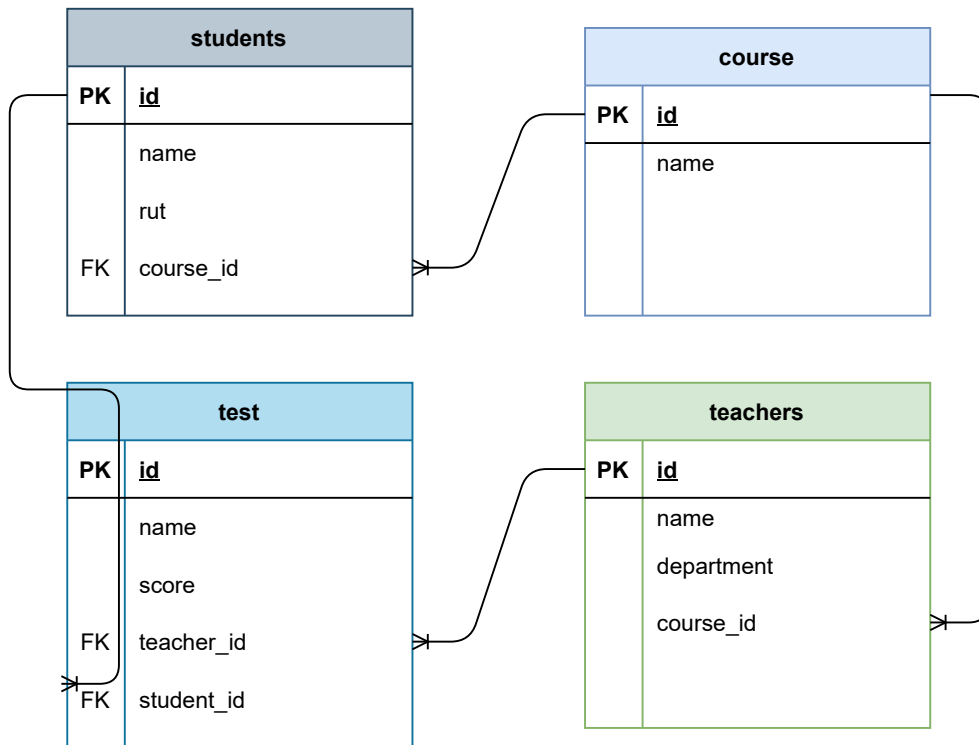 students
PK id
name
rut
FK course_id
course
PK id
name
test
PK id
name
score
FK teacher_id
FK student_id
teachers
PK id
name
department
course_id